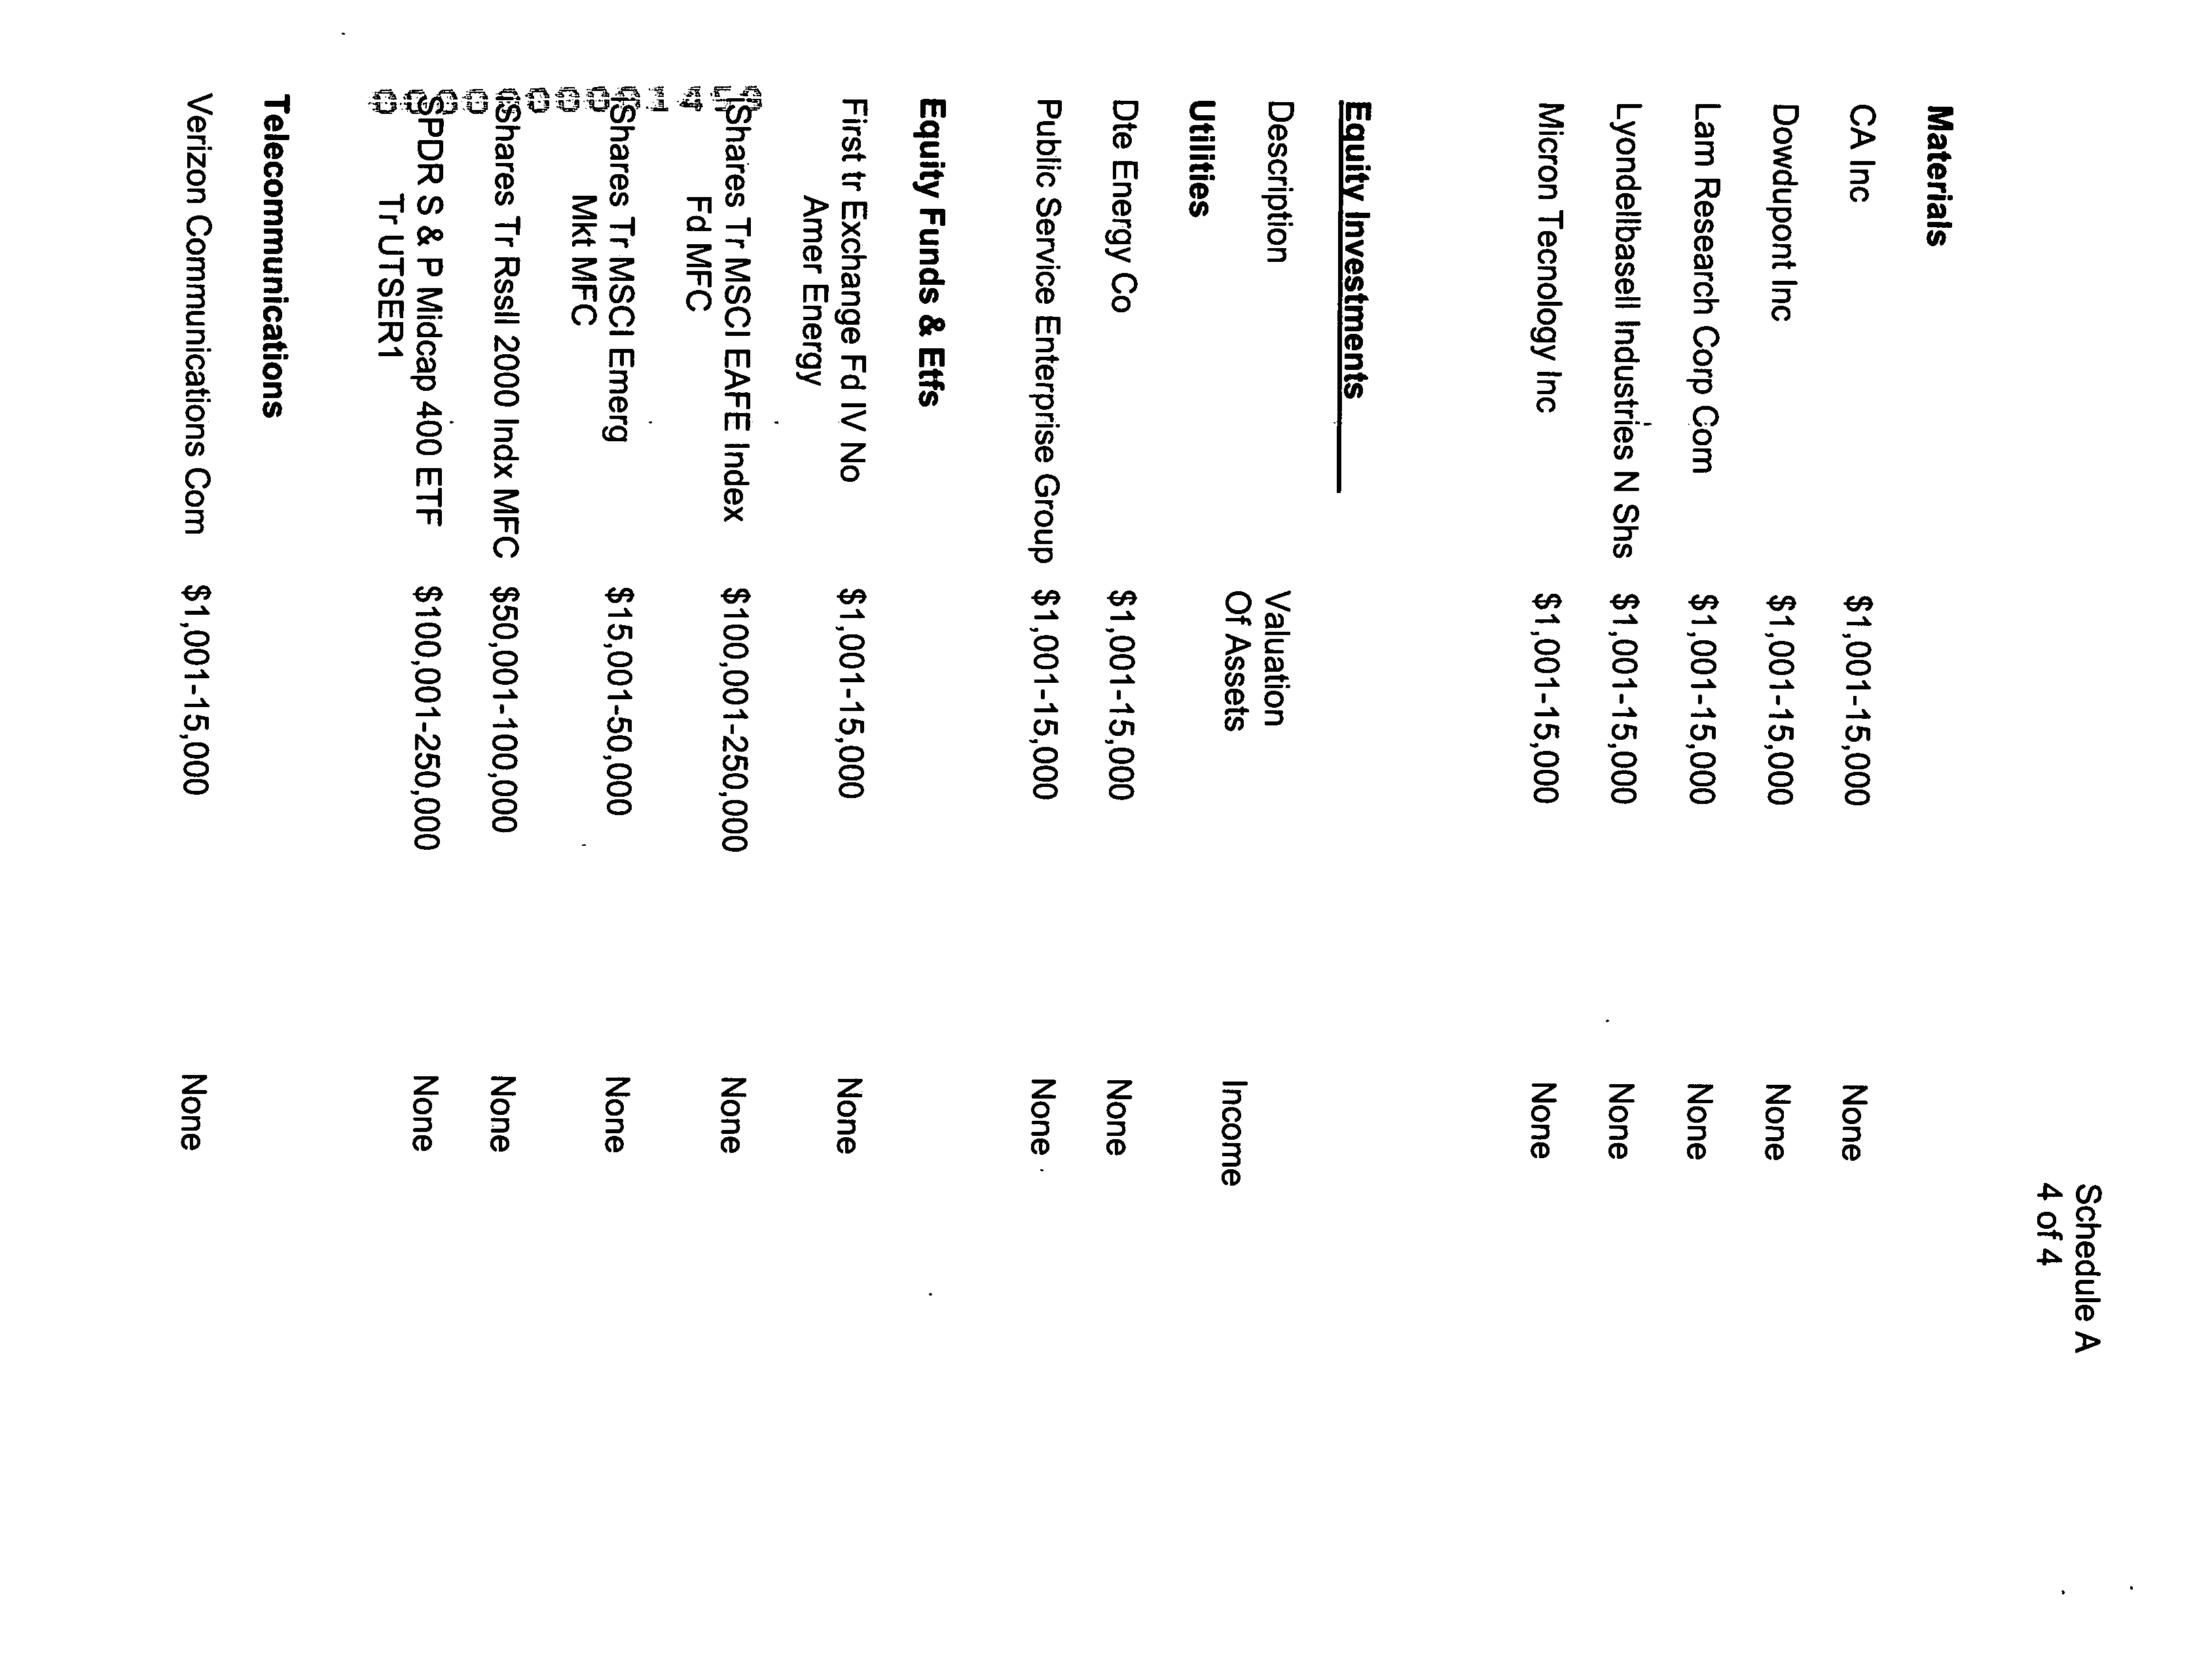 Schedule A
4 of 4
Materials
CA Inc $1,001-15,000 None
Dowdupont Inc $1,001-15,000 None
Lam Research Corp Com $1,001-15,000 None
Lyondellbasell Industries N Shs $1,001-15,000 None
Micron Tecnology Inc $1,001-15,000 None
Equity Investments
Description Valuation
Of Assets Income
Utilities
Dte Energy Co $1,001-15,000 None
Public Service Enterprise Group $1,001-15,000 None
Equity Funds & Etfs
First tr Exchange Fd IV No $1,001-15,000 None
Amer Energy
iShares Tr MSCI EAFE Index $100,001-250,000 None
Fd MFC
iShares Tr MSCI Emerg $15,001-50,000 None
Mkt MFC
iShares Tr Rssll 2000 Indx MFC $50,001-100,000 None
SPDR S & P Midcap 400 ETF $100,001-250,000 None
Tr UTSER1
Telecommunications
Verizon Communications Com $1,001-15,000 None